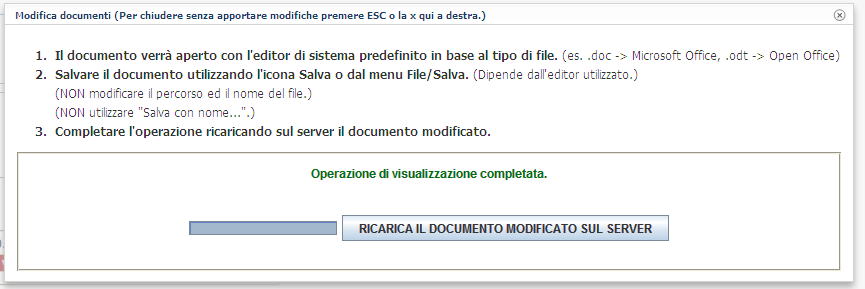 Modifica documenti (Per chiudere senza apportare modifiche premere ESC o la x qui a destra.)
1. Il documento verrà aperto con l'editor di sistema predefinito in base al tipo di file. (es. .doc -> Microsoft Office, .odt -> Open Office)
2. Salvare il documento utilizzando l'icona Salva o dal menu File/Salva. (Dipende dall'editor utilizzato.)
(NON modificare il percorso ed il nome del file.)
(NON utilizzare "Salva con nome...".)
3. Completare l'operazione ricaricando sul server il documento modificato.
Operazione di visualizzazione completata.
RICARICA IL DOCUMENTO MODIFICATO SUL SERVER